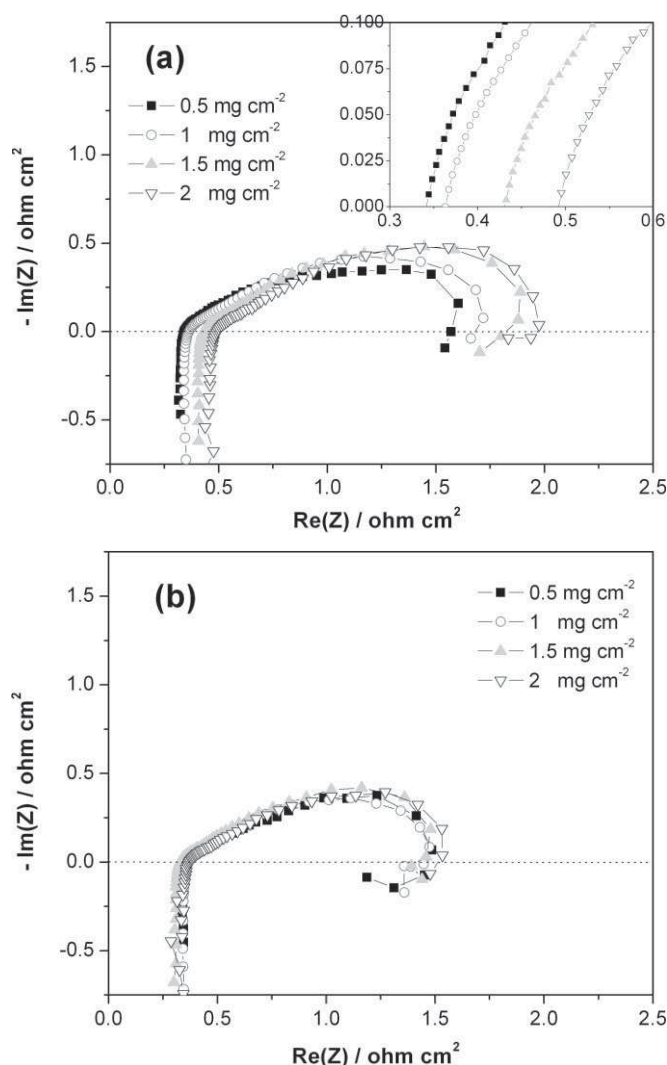 (a)
0.5 mg cm⁻²
1 mg cm⁻²
1.5 mg cm⁻²
2 mg cm⁻²
0.100
0.075
0.050
0.025
0.000
0.3 0.4 0.5 0.6
1.5
1.0
0.5
0.0
-0.5
- Im(Z) / ohm cm²
0.0 0.5 1.0 1.5 2.0 2.5
Re(Z) / ohm cm²
(b)
0.5 mg cm⁻²
1 mg cm⁻²
1.5 mg cm⁻²
2 mg cm⁻²
1.5
1.0
0.5
0.0
-0.5
- Im(Z) / ohm cm²
0.0 0.5 1.0 1.5 2.0 2.5
Re(Z) / ohm cm²